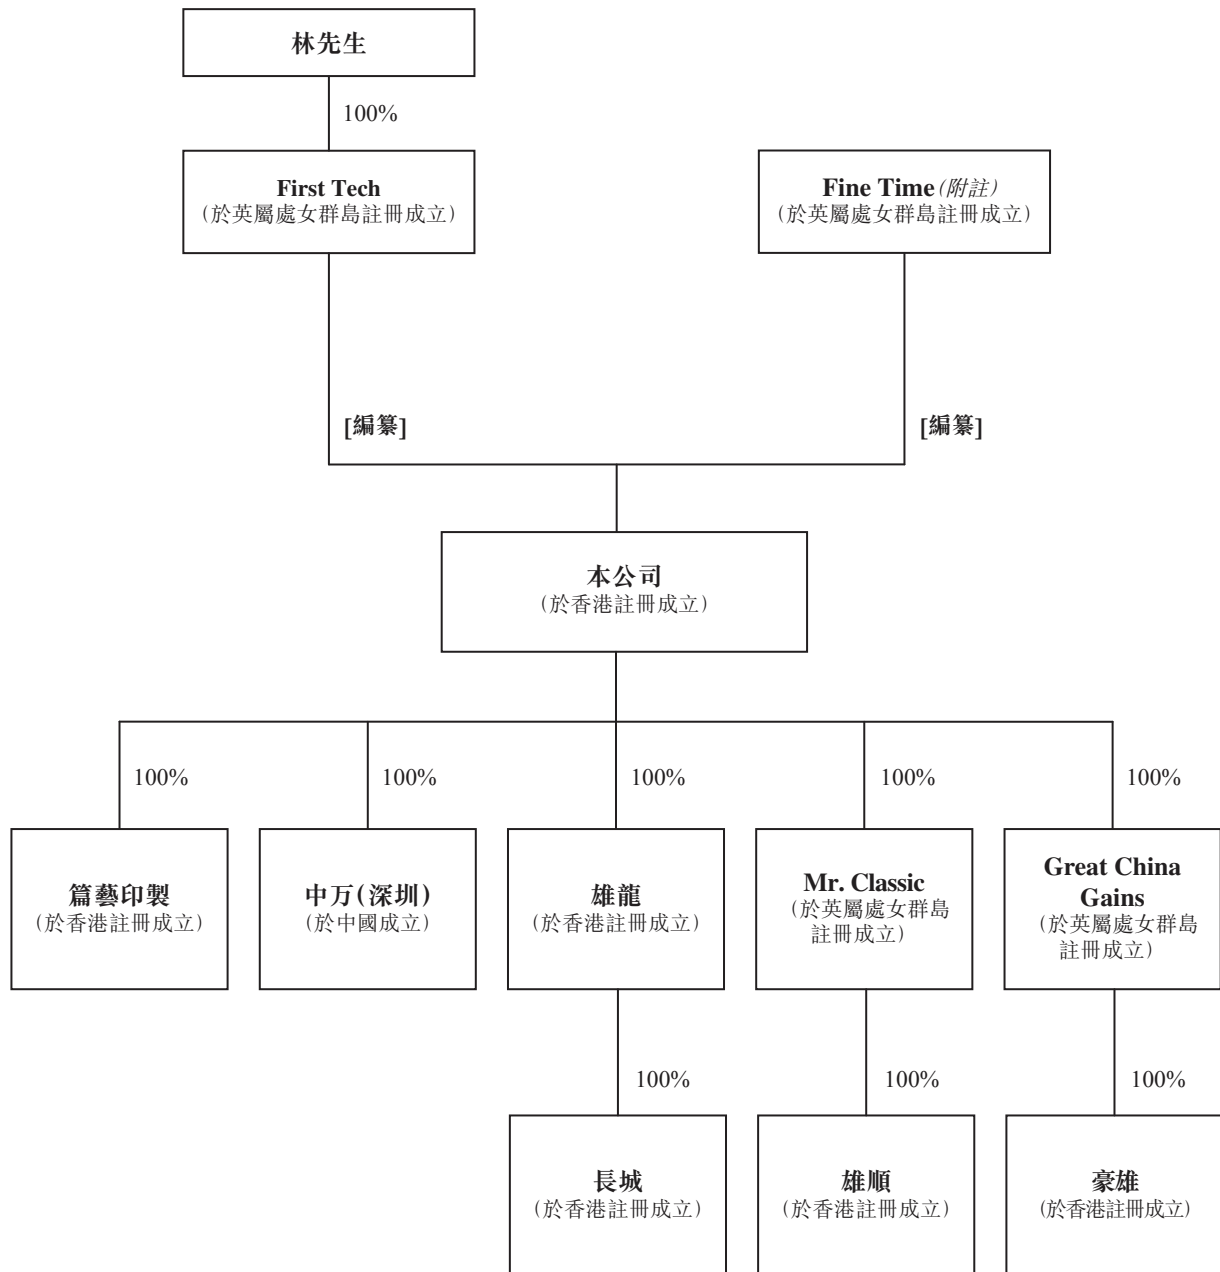 林先生
100%
First Tech
(於英屬處女群島註冊成立)
Fine Time(附註)
(於英屬處女群島註冊成立)
[編纂]
[編纂]
本公司
(於香港註冊成立)
100%
100%
100%
100%
100%
篇藝印製
(於香港註冊成立)
中万(深圳)
(於中國成立)
雄龍
(於香港註冊成立)
Mr. Classic
(於英屬處女群島
註冊成立)
Great China
Gains
(於英屬處女群島
註冊成立)
100%
100%
100%
長城
(於香港註冊成立)
雄順
(於香港註冊成立)
豪雄
(於香港註冊成立)